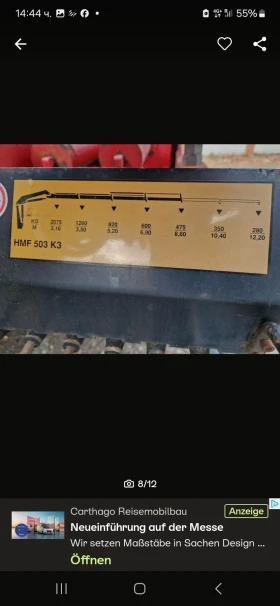 14:44 ч.
4G+
55%
KG 2075 1260 820 600 475 350 280
M 3,10 3,50 5,20 6,90 8,60 10,40 12,20
HMF 503 K3
8/12
Carthago Reisemobilbau
Anzeige
Neueinführung auf der Messe
Wir setzen Maßstäbe in Sachen Design ...
Öffnen